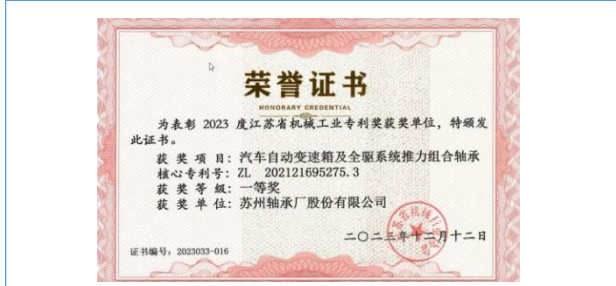 荣誉证书
HONORARY CREDENTIAL
为表彰 2023 度江苏省机械工业专利奖获奖单位，特颁发
此证书。
获 奖 项 目：汽车自动变速箱及全驱系统推力组合轴承
核心专利号：ZL 202121695275.3
获 奖 等 级：一等奖
获 奖 单 位：苏州轴承厂股份有限公司
二〇二三年十二月十二日
证书编号：2023033-016